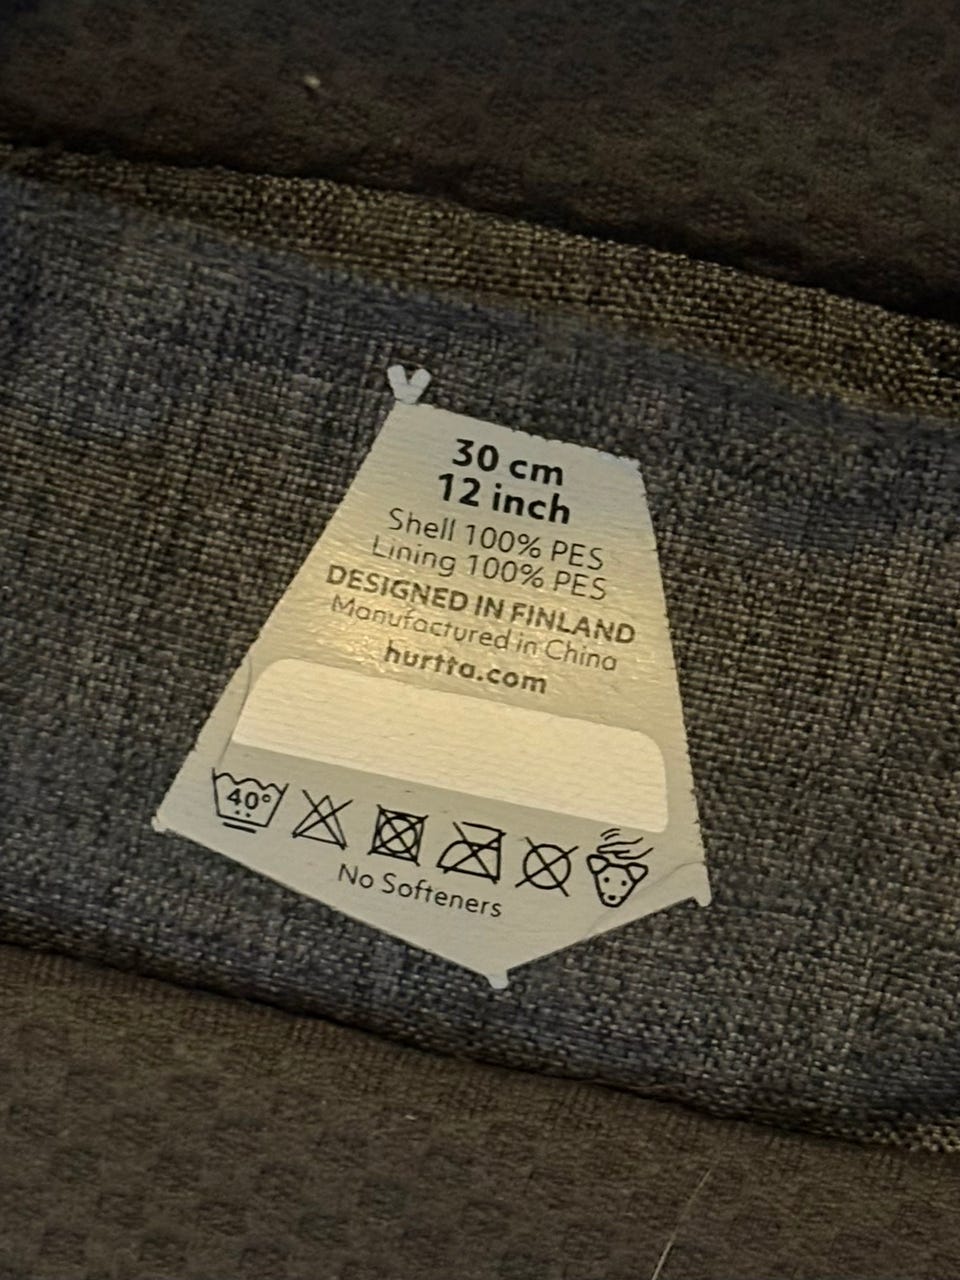 30 cm
12 inch
Shell 100% PES
Lining 100% PES
DESIGNED IN FINLAND
Manufactured in China
hurtta.com
40°
No Softeners